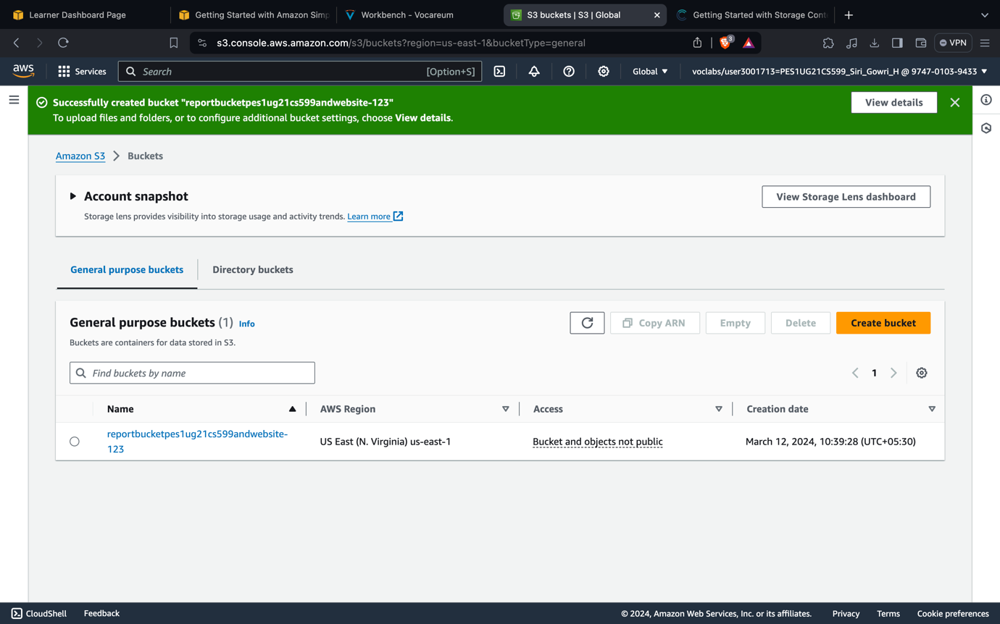 Learner Dashboard Page
Getting Started with Amazon Simp
Workbench - Vocareum
S3 buckets | S3 | Global
Getting Started with Storage Cont
s3.console.aws.amazon.com/s3/buckets?region=us-east-1&bucketType=general
3
VPN
aws
Services
Search
[Option+S]
Global
voclabs/user3001713=PES1UG21CS599_Siri_Gowri_H @ 9747-0103-9433
Successfully created bucket "reportbucketpes1ug21cs599andwebsite-123"
To upload files and folders, or to configure additional bucket settings, choose View details.
View details
Amazon S3
Buckets
Account snapshot
Storage lens provides visibility into storage usage and activity trends. Learn more
View Storage Lens dashboard
General purpose buckets
Directory buckets
General purpose buckets (1) Info
Buckets are containers for data stored in S3.
Copy ARN
Empty
Delete
Create bucket
Find buckets by name
1
Name
AWS Region
Access
Creation date
reportbucketpes1ug21cs599andwebsite-
123
US East (N. Virginia) us-east-1
Bucket and objects not public
March 12, 2024, 10:39:28 (UTC+05:30)
CloudShell
Feedback
© 2024, Amazon Web Services, Inc. or its affiliates.
Privacy
Terms
Cookie preferences